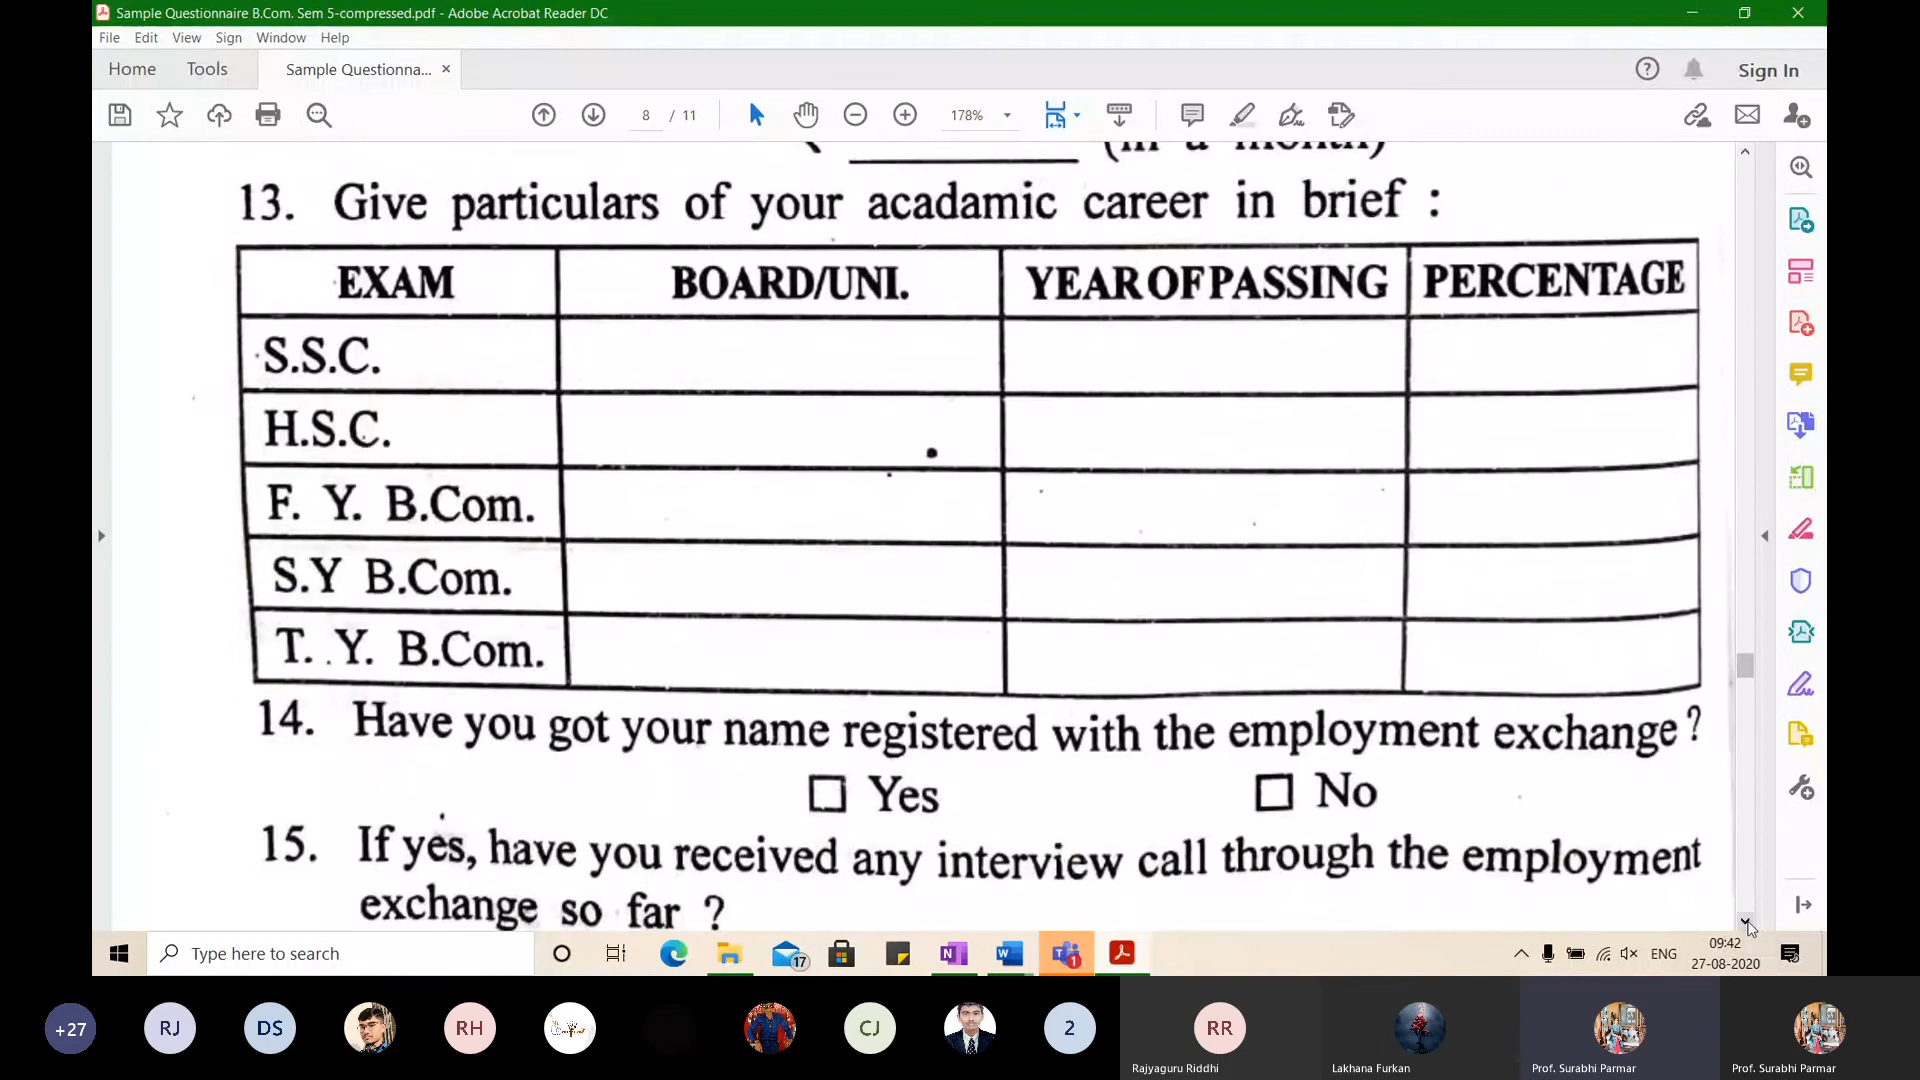 Sample Questionnaire B.Com. Sem 5-compressed.pdf - Adobe Acrobat Reader DC
File Edit View Sign Window Help
Home Tools Sample Questionna... × Sign In
8 / 11 178%
(in a month)
13. Give particulars of your acadamic career in brief :
EXAM BOARD/UNI. YEAR OF PASSING PERCENTAGE
S.S.C.
H.S.C.
F. Y. B.Com.
S.Y B.Com.
T. Y. B.Com.
14. Have you got your name registered with the employment exchange?
Yes No
15. If yes, have you received any interview call through the employment
exchange so far ?
Type here to search 17 1 ENG 09:42
27-08-2020
+27 RJ DS RH CJ 2 RR
Rajyaguru Riddhi Lakhana Furkan Prof. Surabhi Parmar Prof. Surabhi Parmar